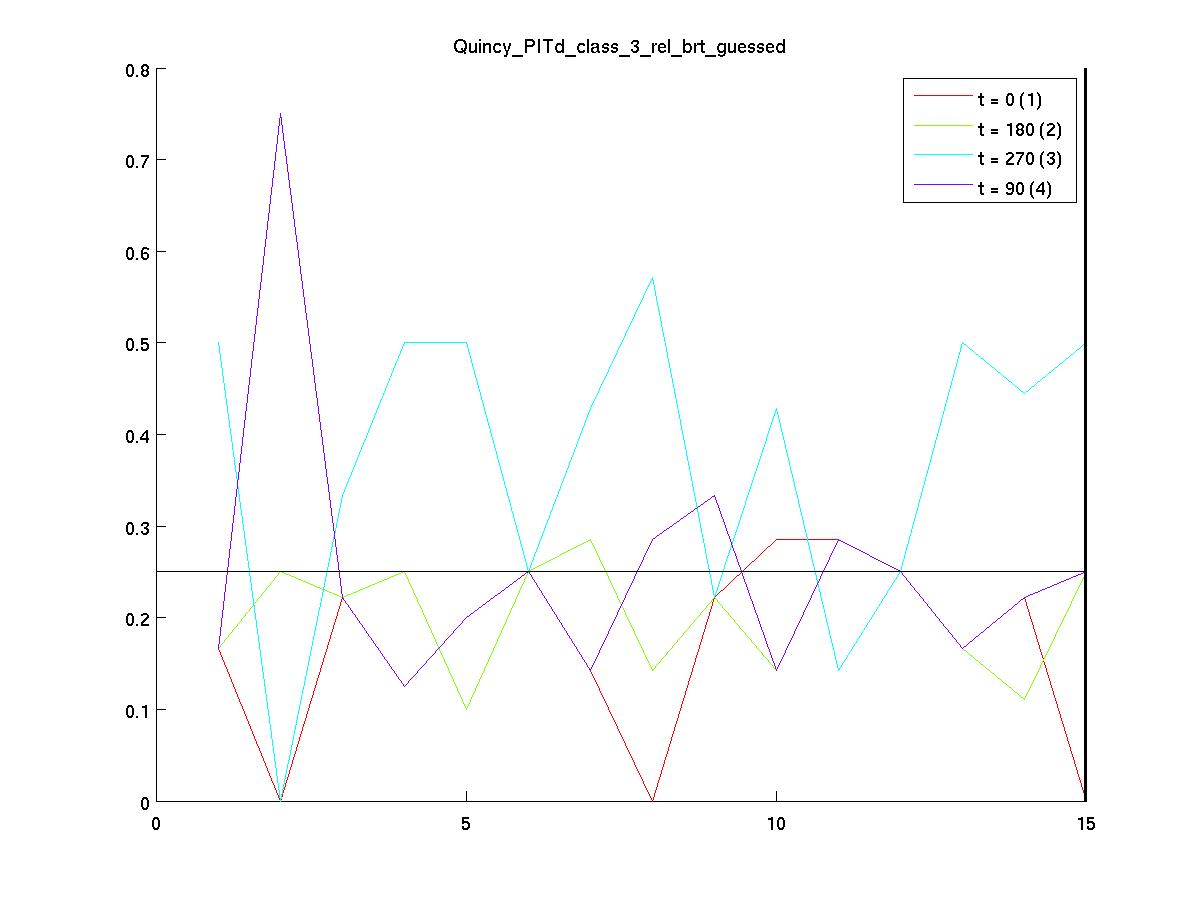 Quincy_PITd_class_3_rel_brt_guessed
t = 0 (1)
t = 180 (2)
t = 270 (3)
t = 90 (4)
0.8
0.7
0.6
0.5
0.4
0.3
0.2
0.1
0
0 5 10 15